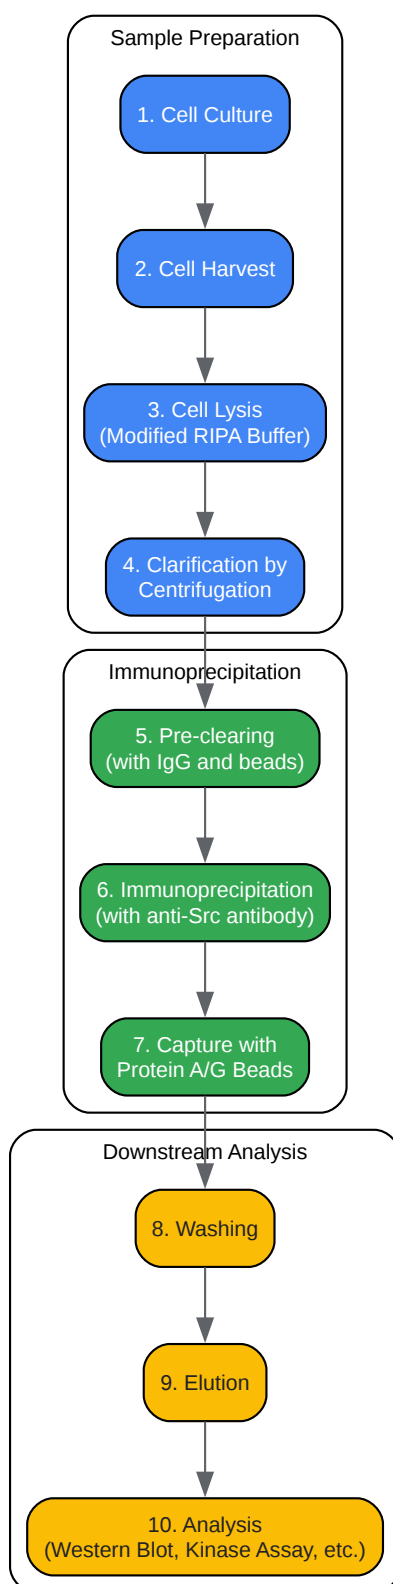 Sample Preparation
1. Cell Culture
2. Cell Harvest
3. Cell Lysis
(Modified RIPA Buffer)
4. Clarification by
Centrifugation
Immunoprecipitation
5. Pre-clearing
(with IgG and beads)
6. Immunoprecipitation
(with anti-Src antibody)
7. Capture with
Protein A/G Beads
Downstream Analysis
8. Washing
9. Elution
10. Analysis
(Western Blot, Kinase Assay, etc.)